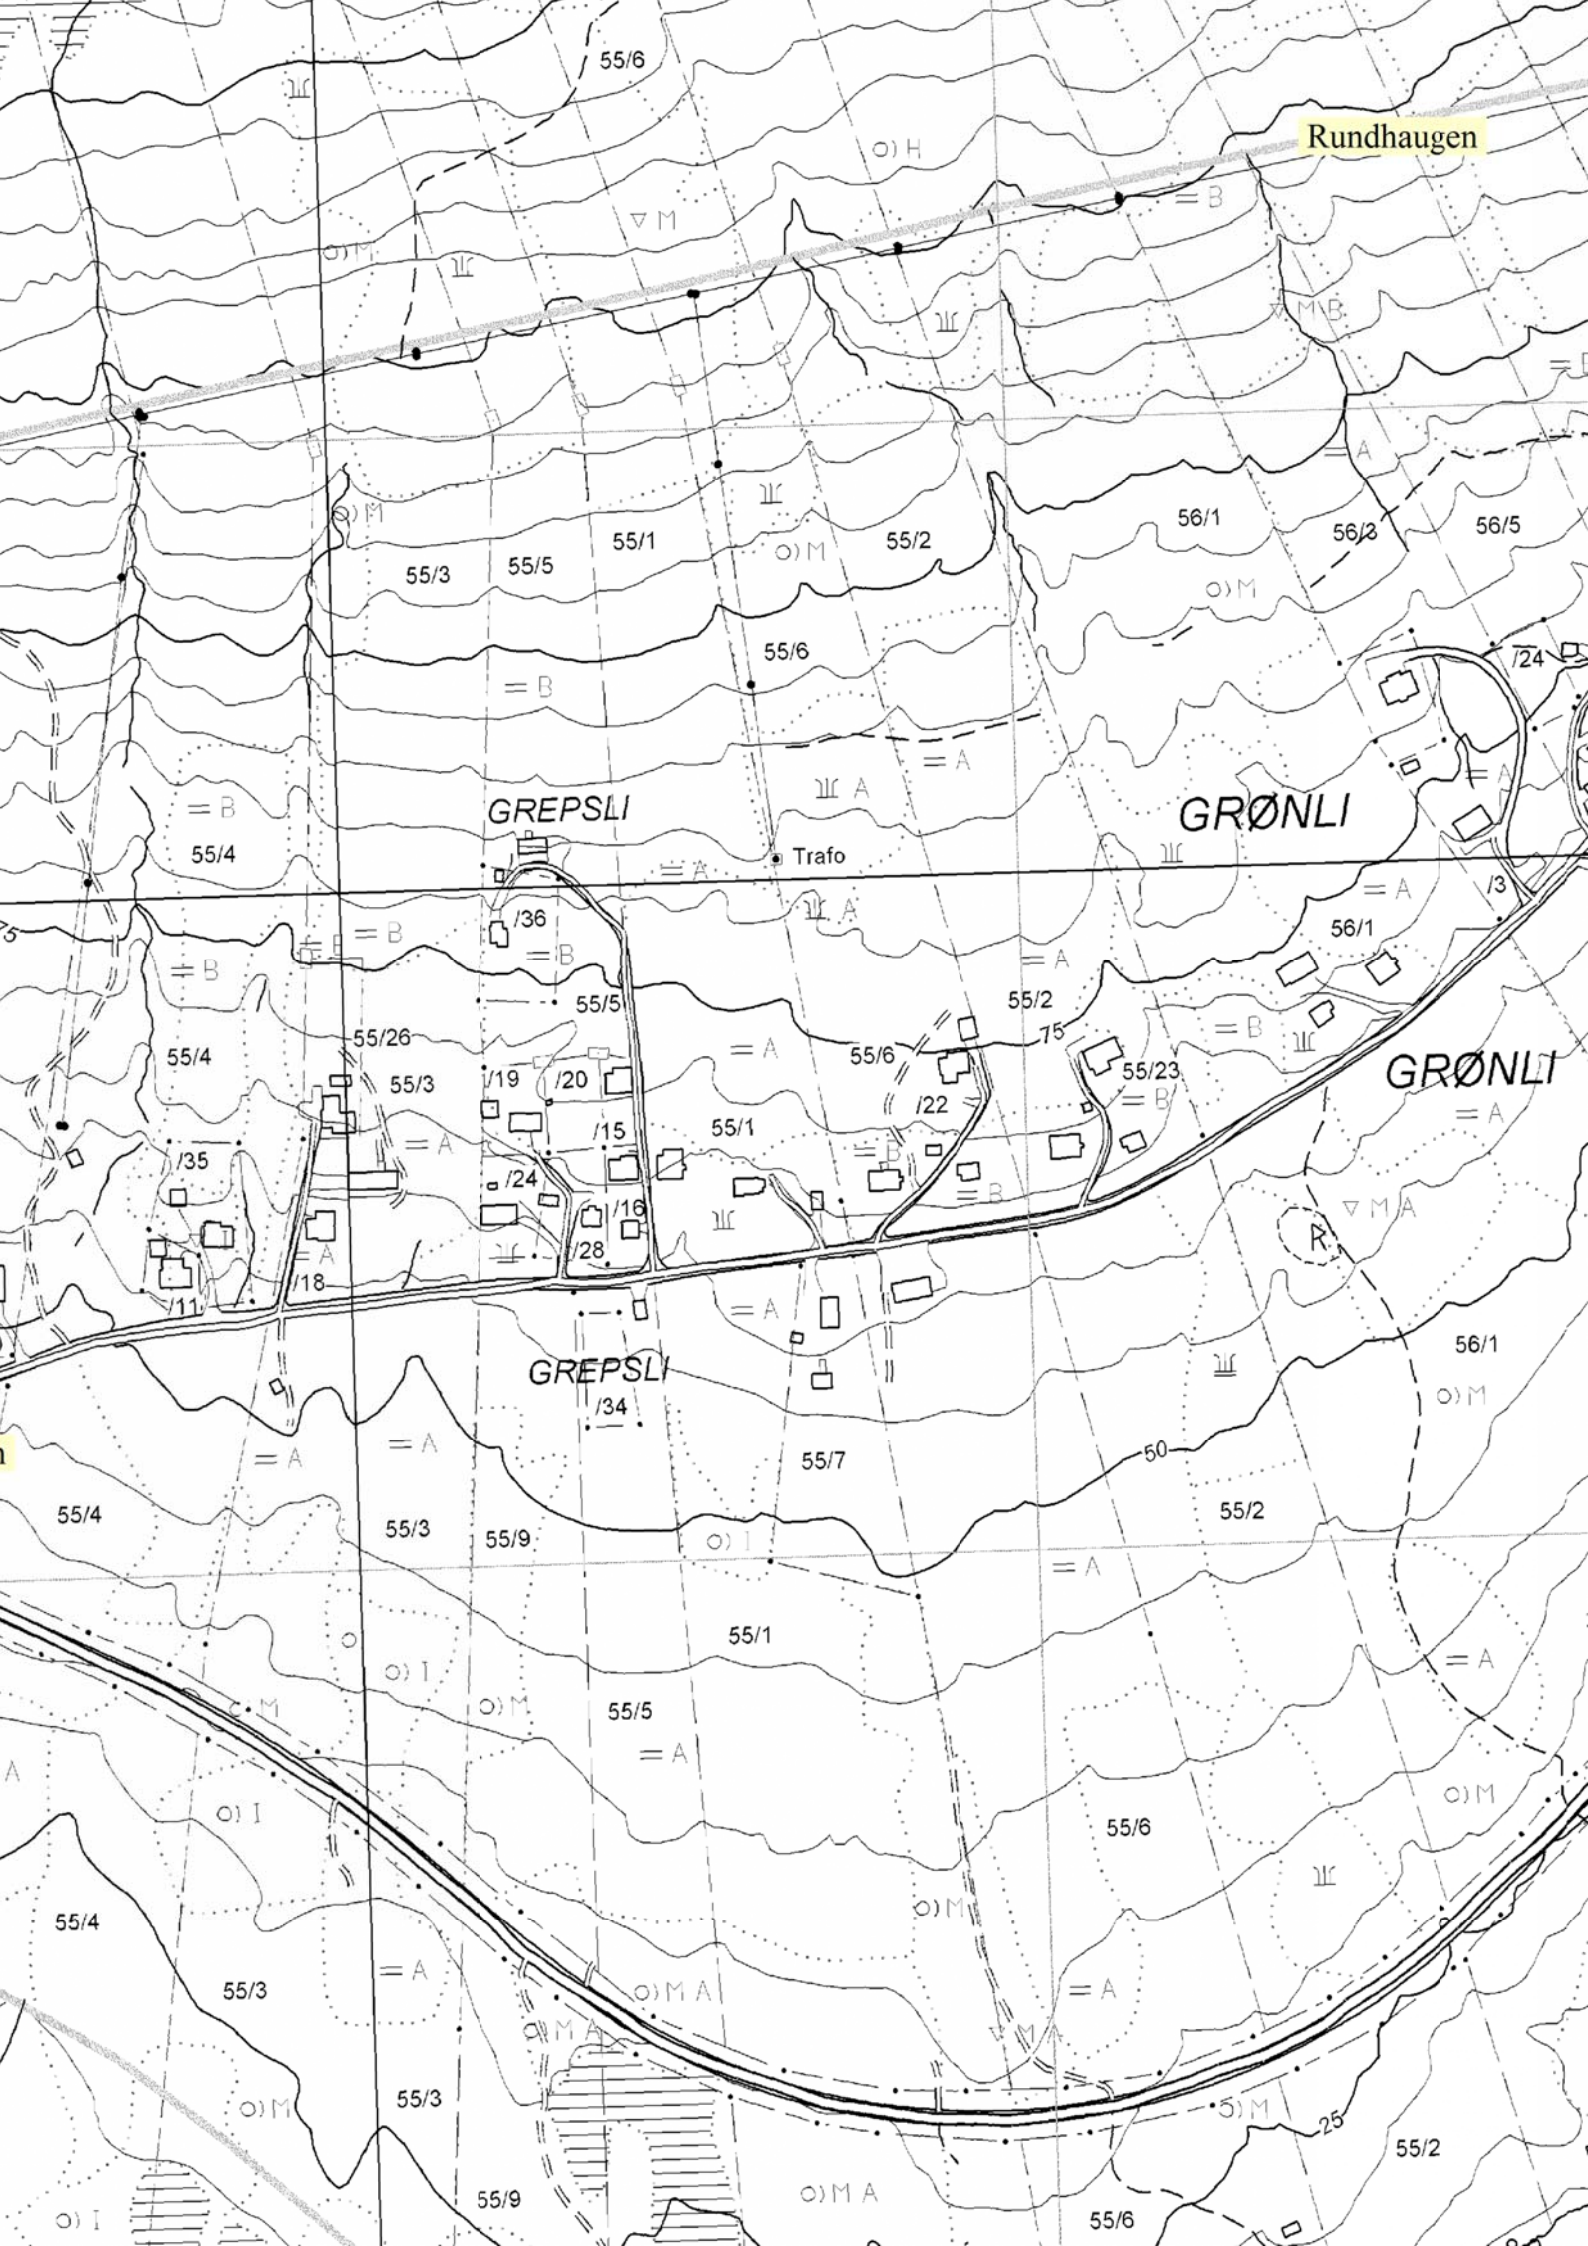 55/6
Rundhaugen
O) H
= B
▽ M
O) M
▽ M B
= A
O) M
56/1
56/3
56/5
55/1
55/2
O) M
55/5
55/3
O) M
55/6
/24
= B
= A
= A
A
= B
GREPSLI
GRØNLI
55/4
Trafo
= A
= A
/3
A
/36
56/1
= B
= B
= B
= A
55/5
55/2
75
= B
55/26
55/4
= A
55/6
GRØNLI
55/3
/19
/20
55/23
= B
/22
= A
/15
55/1
= A
= B
/35
/24
= B
/16
▽ M A
R
/28
= A
/18
/11
= A
56/1
GREPSLI
O) M
/34
= A
= A
50
55/7
55/4
55/3
55/9
55/2
O) I
= A
55/1
O
O) I
= A
O) M
55/5
= A
A
O) I
O) M
55/6
55/4
O) M
= A
55/3
O) M A
= A
O) M A
▽ M A
55/3
O) M
O) M
25
55/2
55/9
O) M A
O) I
55/6